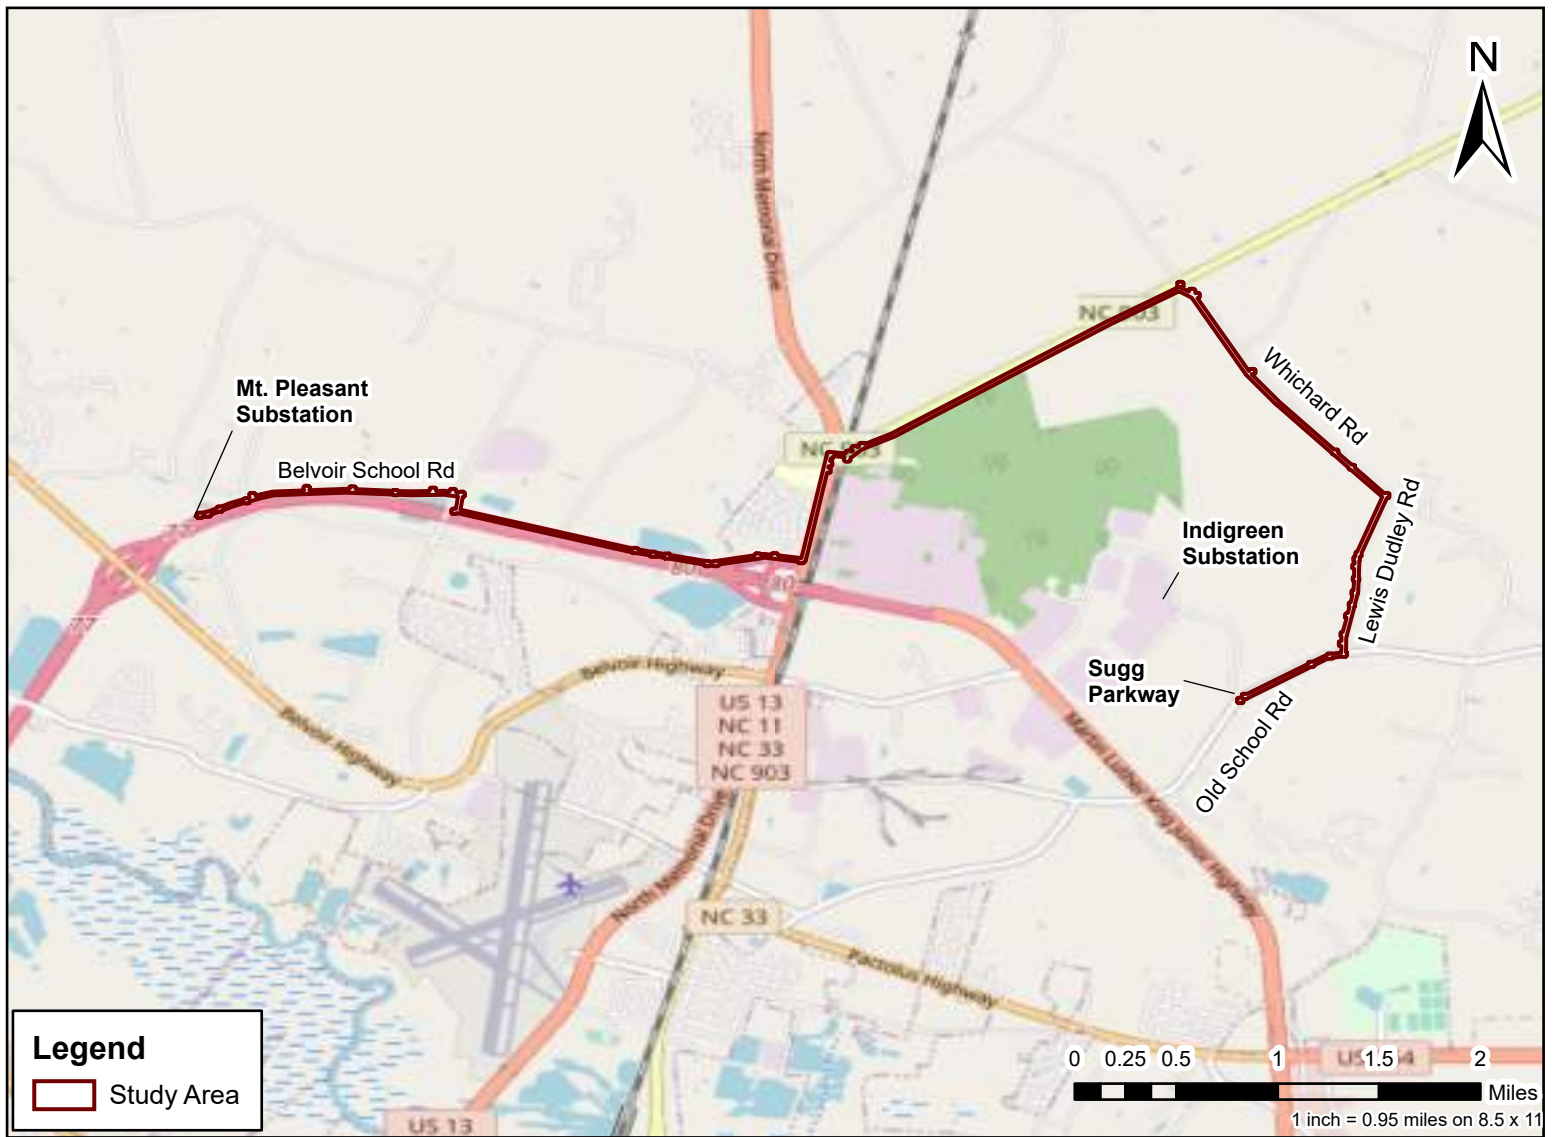 N
North Memorial Drive
NC 903
Whichard Rd
Mt. Pleasant
Substation
Belvoir School Rd
Lewis Dudley Rd
Indigreen
Substation
Sugg
Parkway
Old School Rd
Belvoir Highway
Belvoir Highway
US 13
NC 11
NC 33
NC 903
Martin Luther King Junior Highway
North Memorial Drive
NC 33
Pactolus Highway
US 13
Legend
Study Area
0 0.25 0.5 1 1.5 2
Miles
1 inch = 0.95 miles on 8.5 x 11